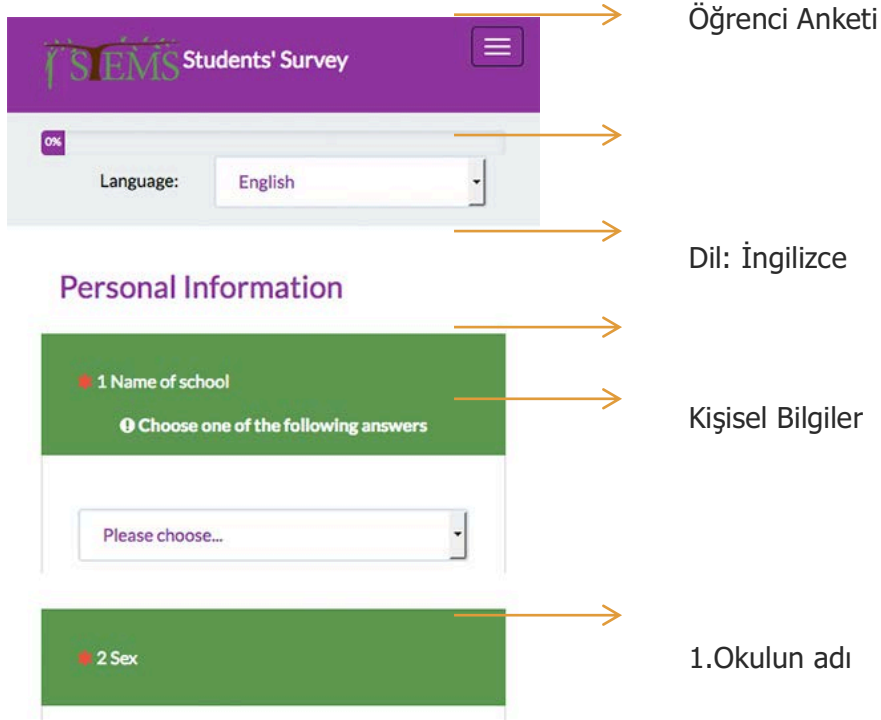 Öğrenci Anketi
STEMS Students' Survey
0%
Language: English
Dil: İngilizce
Personal Information
1 Name of school
Choose one of the following answers
Kişisel Bilgiler
Please choose...
2 Sex
1.Okulun adı